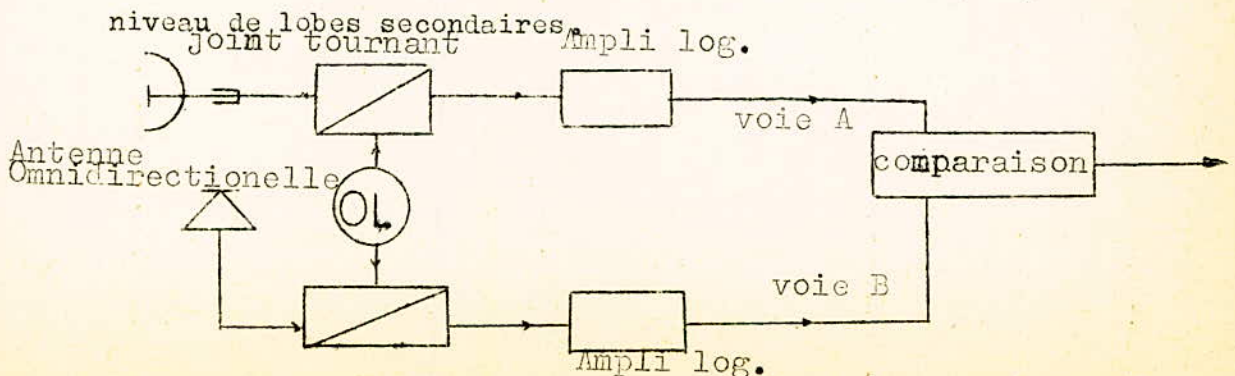 niveau de lobes secondaires.
joint tournant
Ampli log.
voie A
Antenne
Omnidirectionelle
comparaison
OL
voie B
Ampli log.